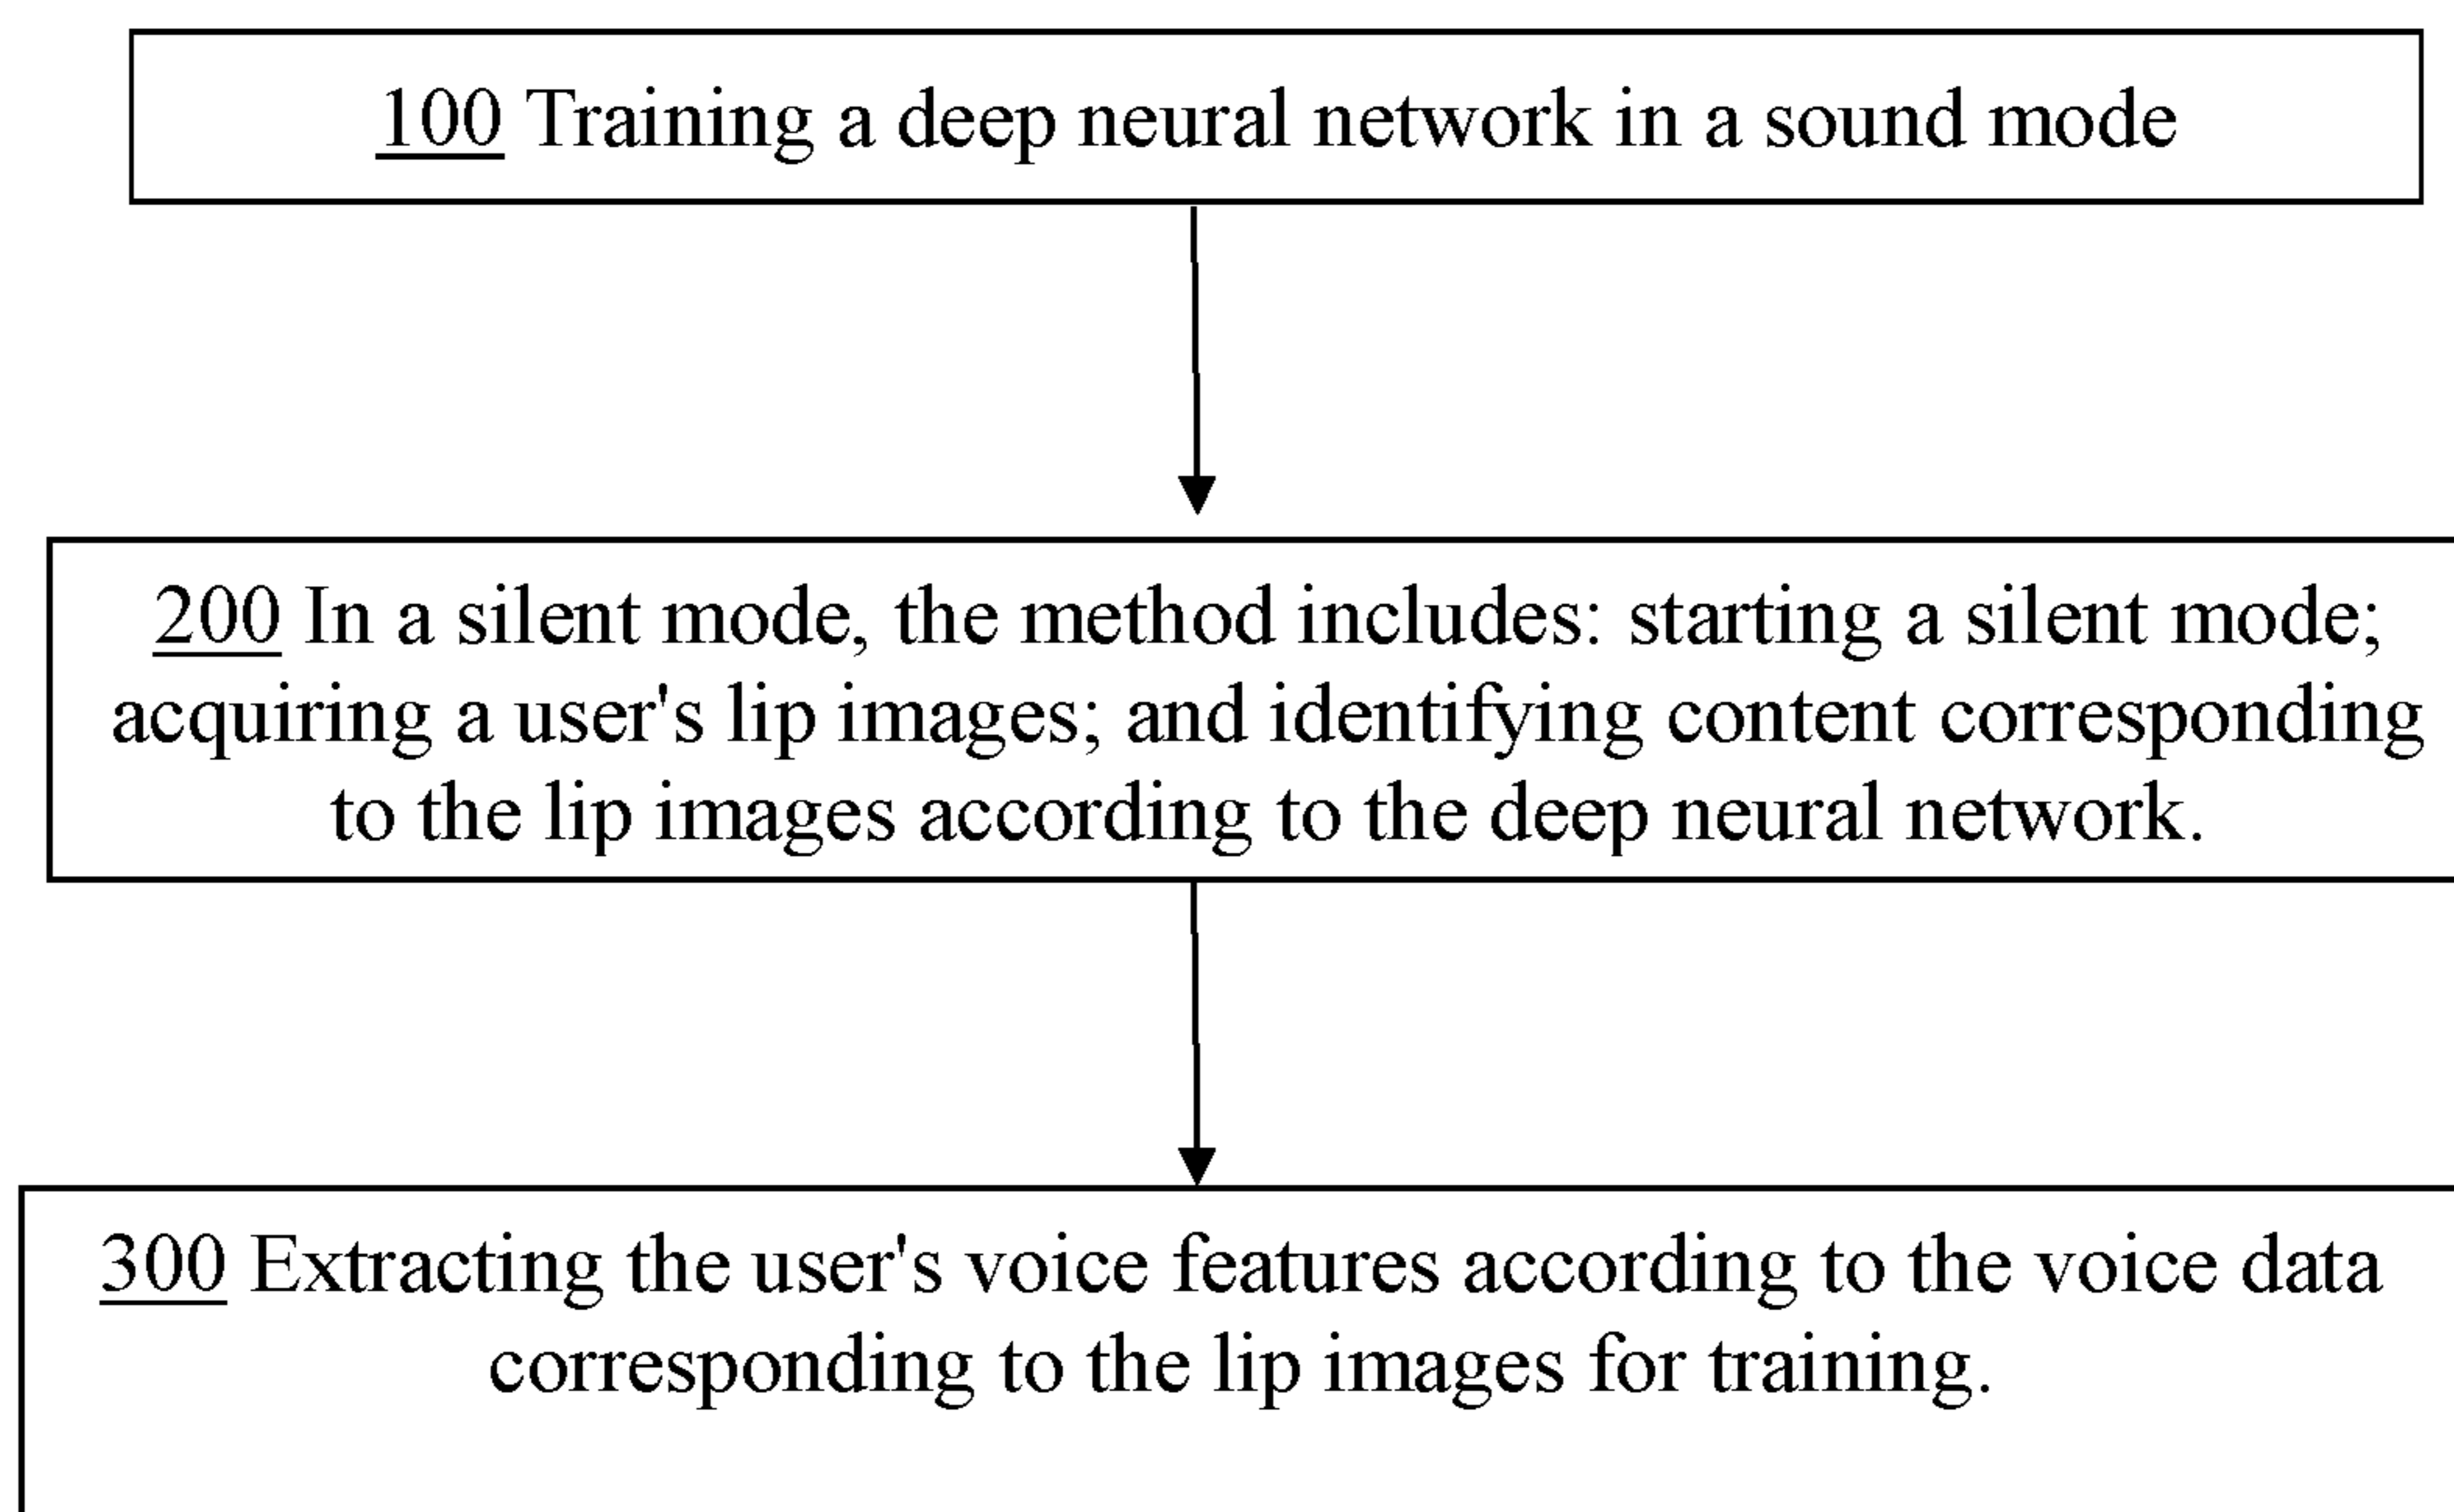 100 Training a deep neural network in a sound mode
200 In a silent mode, the method includes: starting a silent mode;
acquiring a user's lip images; and identifying content corresponding
to the lip images according to the deep neural network.
300 Extracting the user's voice features according to the voice data
corresponding to the lip images for training.